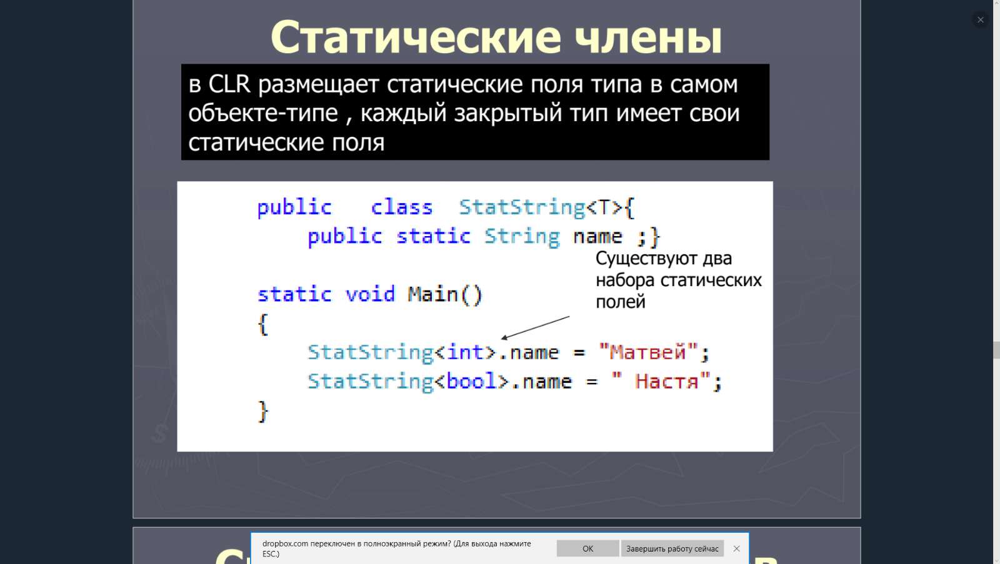 Статические члены
в CLR размещает статические поля типа в самом
объекте-типе , каждый закрытый тип имеет свои
статические поля
public class StatString<T>{
public static String name ;}
Существуют два
набора статических
полей
static void Main()
{
StatString<int>.name = "Матвей";
StatString<bool>.name = " Настя";
}
dropbox.com переключен в полноэкранный режим? (Для выхода нажмите
ESC.)
OK
Завершить работу сейчас